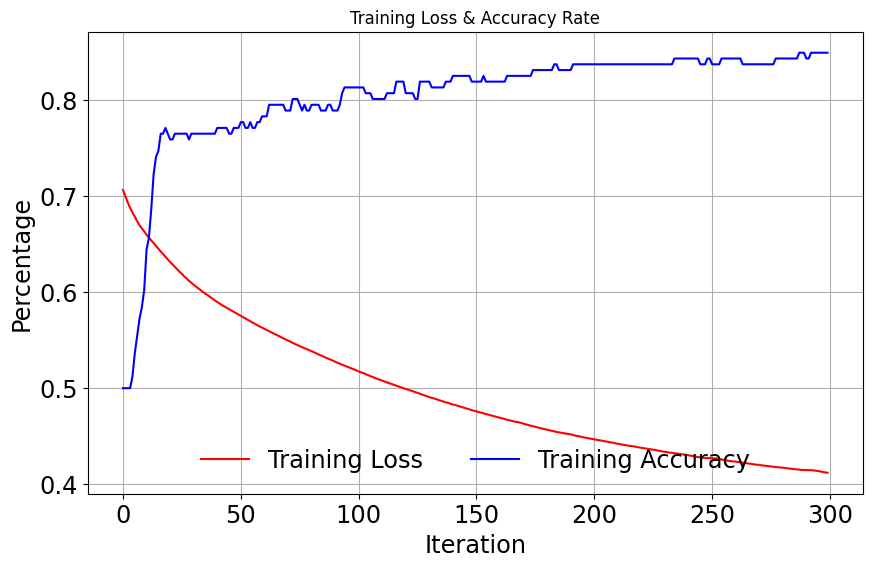 Training Loss & Accuracy Rate
Percentage
0.8
0.7
0.6
0.5
0.4
Training Loss
Training Accuracy
0 50 100 150 200 250 300
Iteration